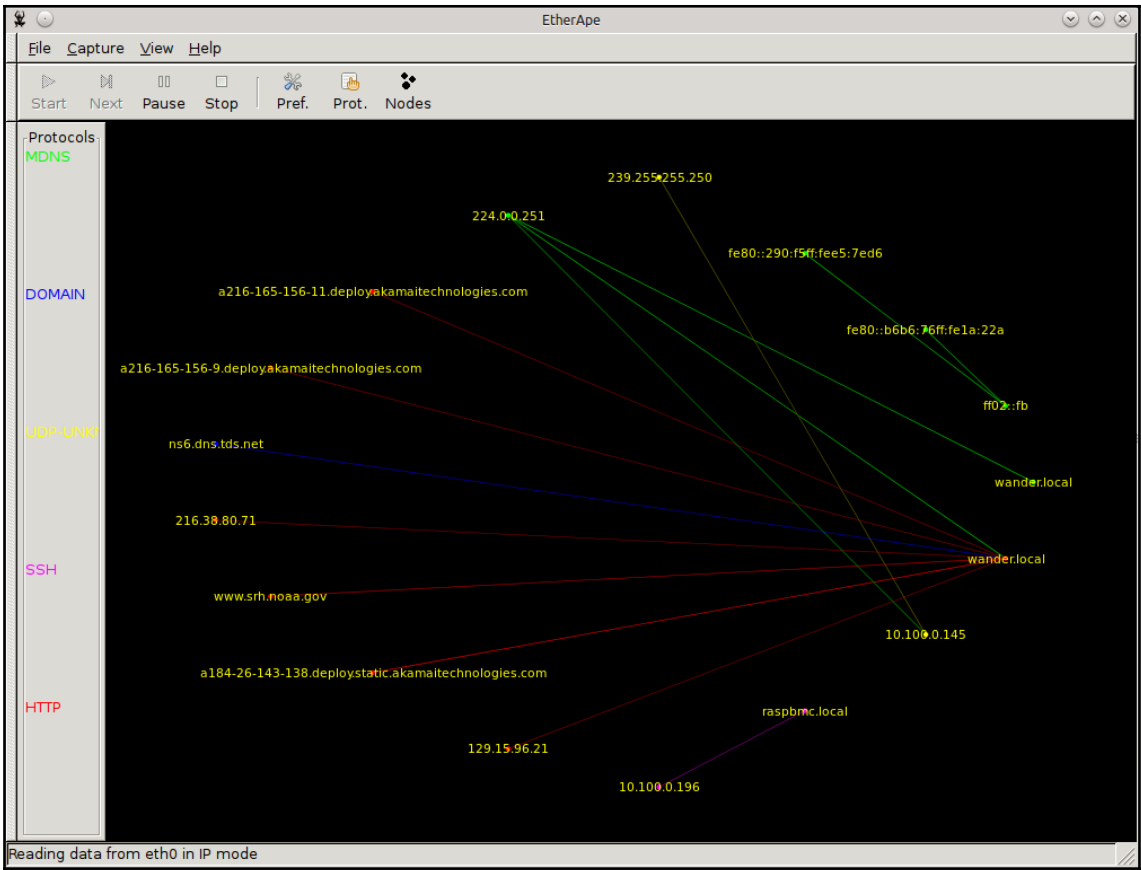 EtherApe
File Capture View Help
Start Next Pause Stop Pref. Prot. Nodes
Protocols
MDNS
DOMAIN
UDP-UNK
SSH
HTTP
239.255.255.250
224.0.0.251
fe80::290:f5ff:fee5:7ed6
a216-165-156-11.deploy.akamaitechnologies.com
fe80::b6b6:76ff:fe1a:22a
a216-165-156-9.deploy.akamaitechnologies.com
ff02::fb
ns6.dns.tds.net
wander.local
216.38.80.71
wander.local
www.srh.noaa.gov
10.100.0.145
a184-26-143-138.deploy.static.akamaitechnologies.com
raspbmc.local
129.15.96.21
10.100.0.196
Reading data from eth0 in IP mode